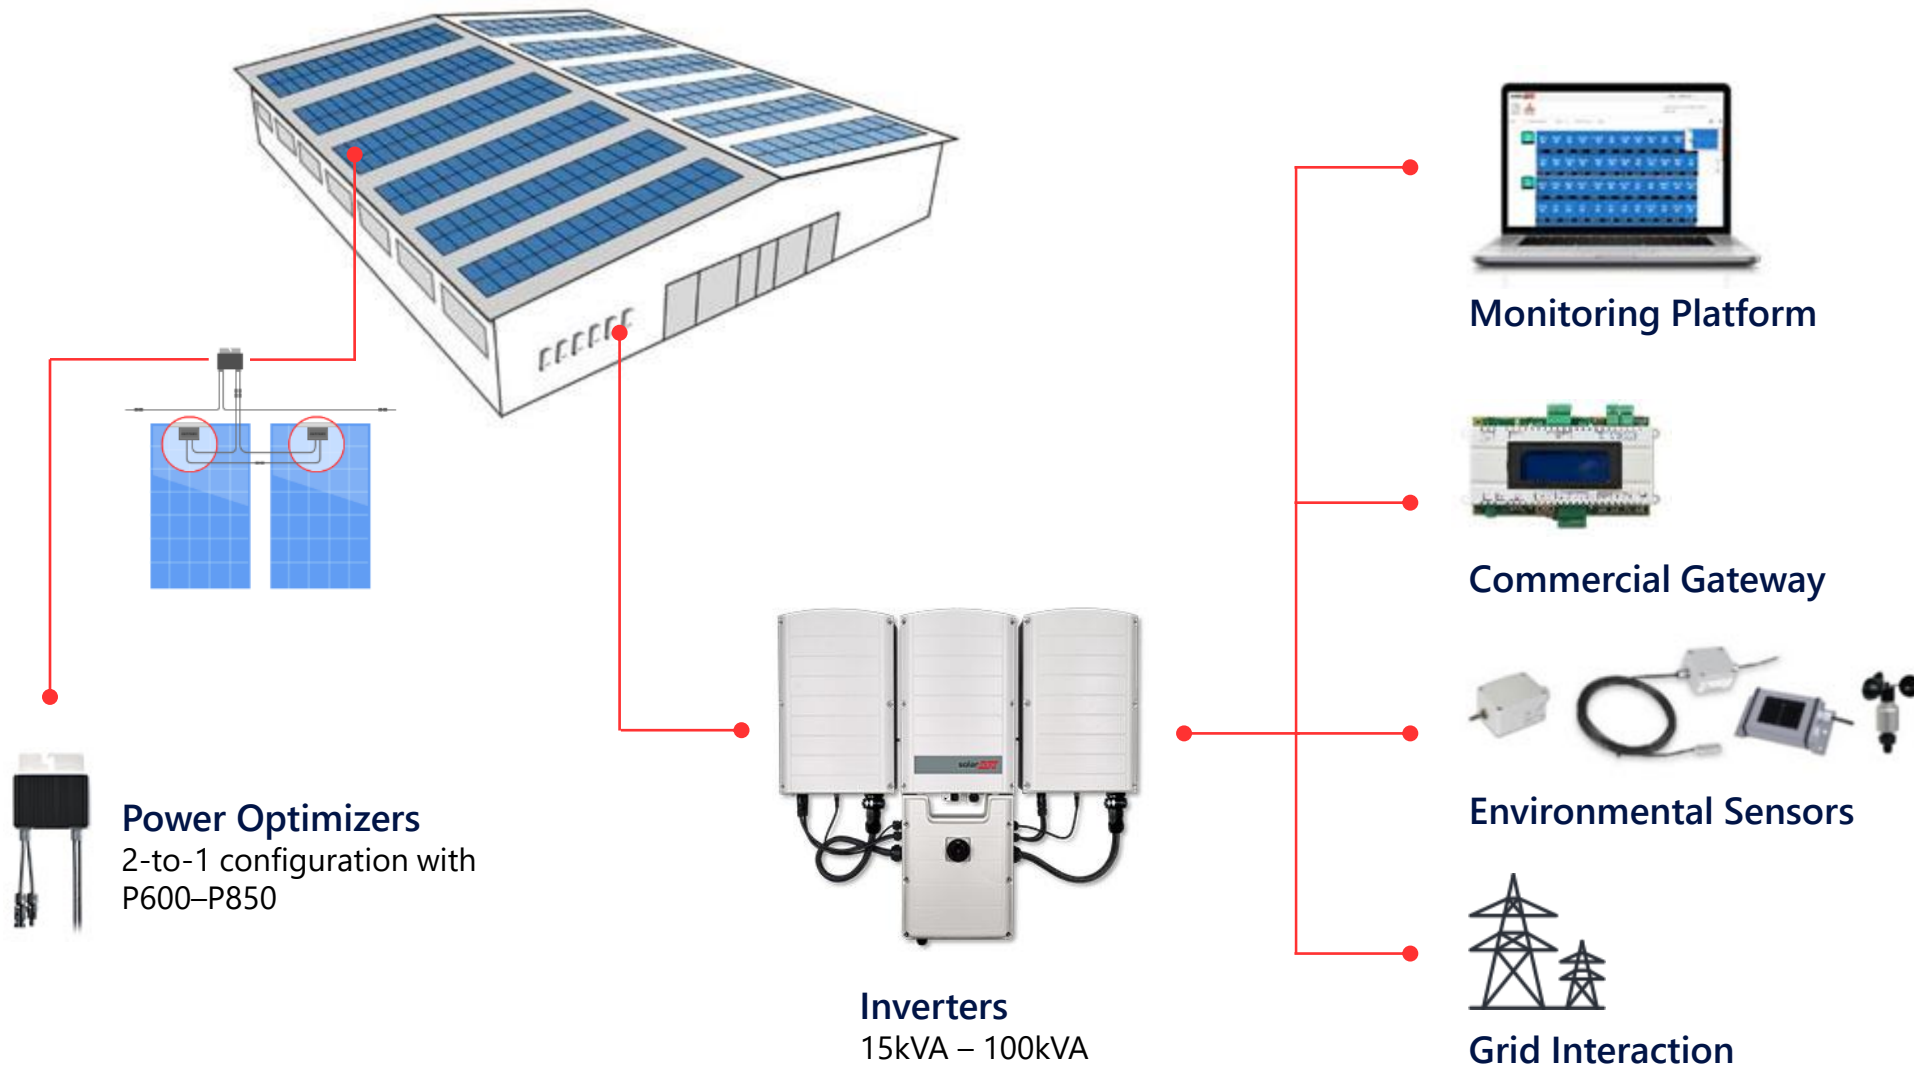 Monitoring Platform
Commercial Gateway
Environmental Sensors
Power Optimizers
2-to-1 configuration with
P600–P850
solar
Inverters
15kVA – 100kVA
Grid Interaction